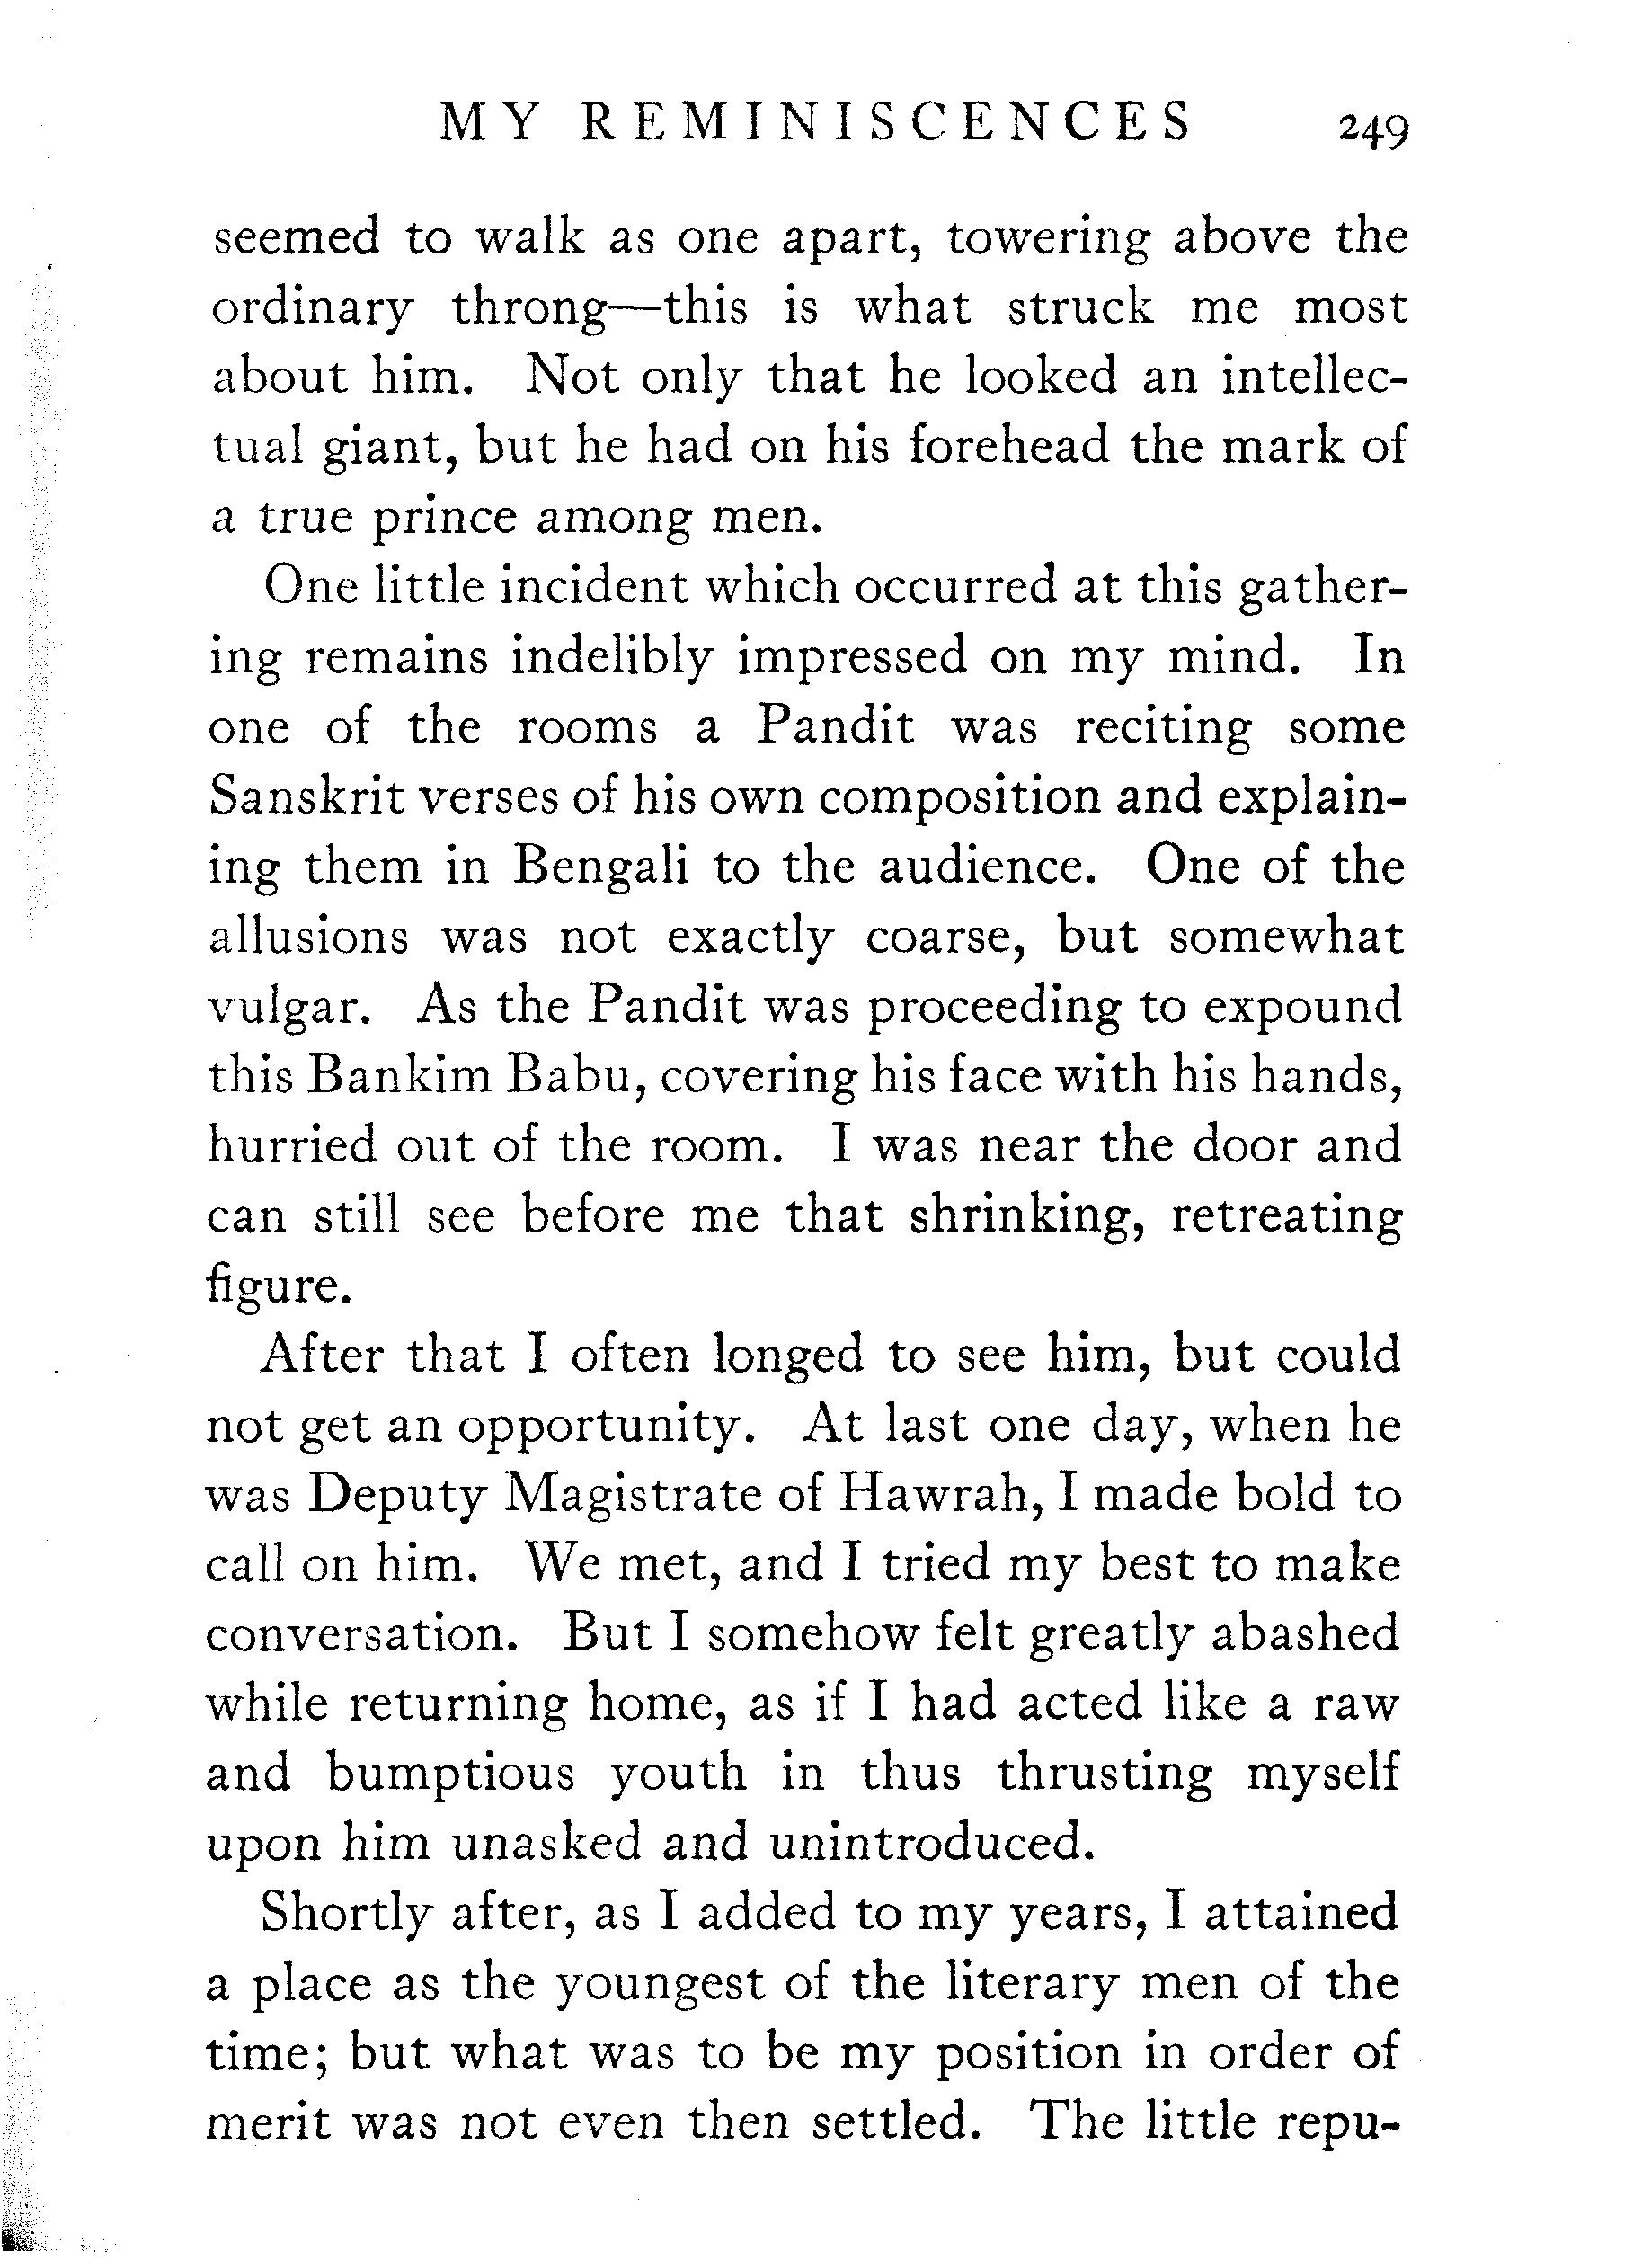 MY REMINISCENCES 249
seemed to walk as one apart, towering above the
ordinary throng—this is what struck me most
about him. Not only that he looked an intellec-
tual giant, but he had on his forehead the mark of
a true prince among men.
One little incident which occurred at this gather-
ing remains indelibly impressed on my mind. In
one of the rooms a Pandit was reciting some
Sanskrit verses of his own composition and explain-
ing them in Bengali to the audience. One of the
allusions was not exactly coarse, but somewhat
vulgar. As the Pandit was proceeding to expound
this Bankim Babu, covering his face with his hands,
hurried out of the room. I was near the door and
can still see before me that shrinking, retreating
figure.
After that I often longed to see him, but could
not get an opportunity. At last one day, when he
was Deputy Magistrate of Hawrah, I made bold to
call on him. We met, and I tried my best to make
conversation. But I somehow felt greatly abashed
while returning home, as if I had acted like a raw
and bumptious youth in thus thrusting myself
upon him unasked and unintroduced.
Shortly after, as I added to my years, I attained
a place as the youngest of the literary men of the
time; but what was to be my position in order of
merit was not even then settled. The little repu-